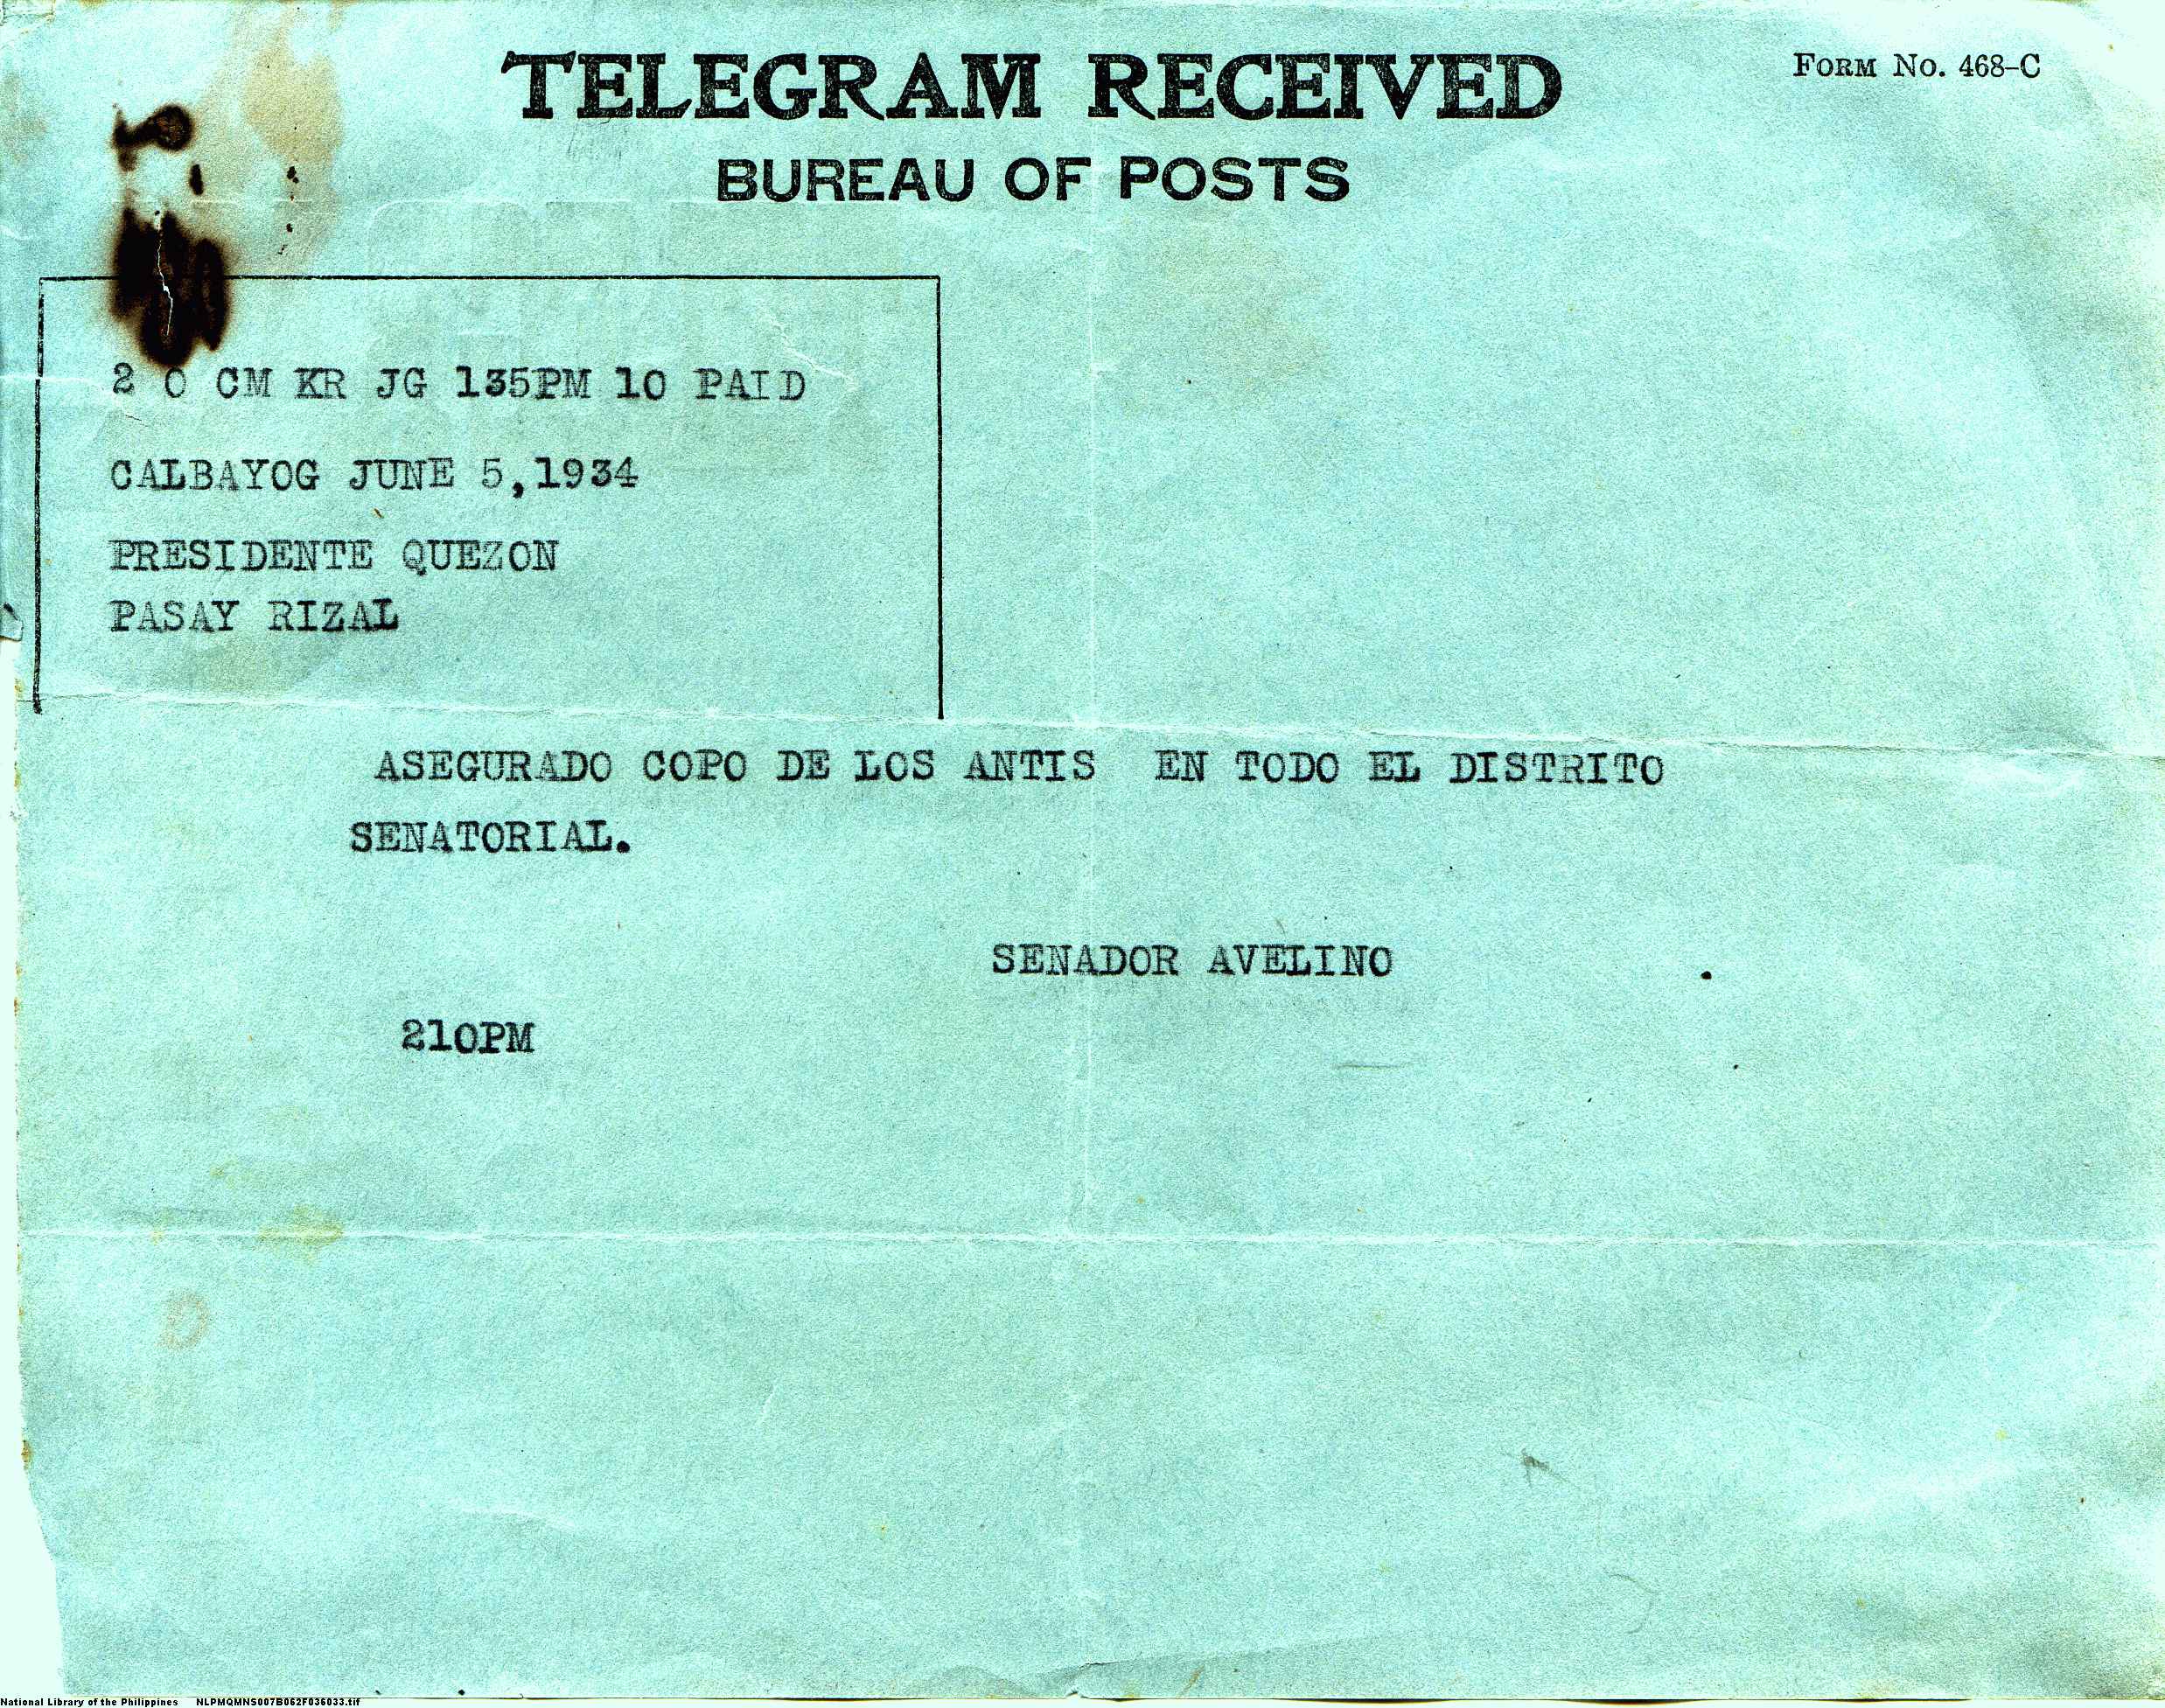 TELEGRAM RECEIVED
FORM NO. 468-C
BUREAU OF POSTS
2 0 CM KR JG 135PM 10 PAID
CALBAYOG JUNE 5,1934
PRESIDENTE QUEZON
PASAY RIZAL
ASEGURADO COPO DE LOS ANTIS EN TODO EL DISTRITO
SENATORIAL.
SENADOR AVELINO
210PM
National Library of the Philippines NLPMQMNS007B062F036033.tif